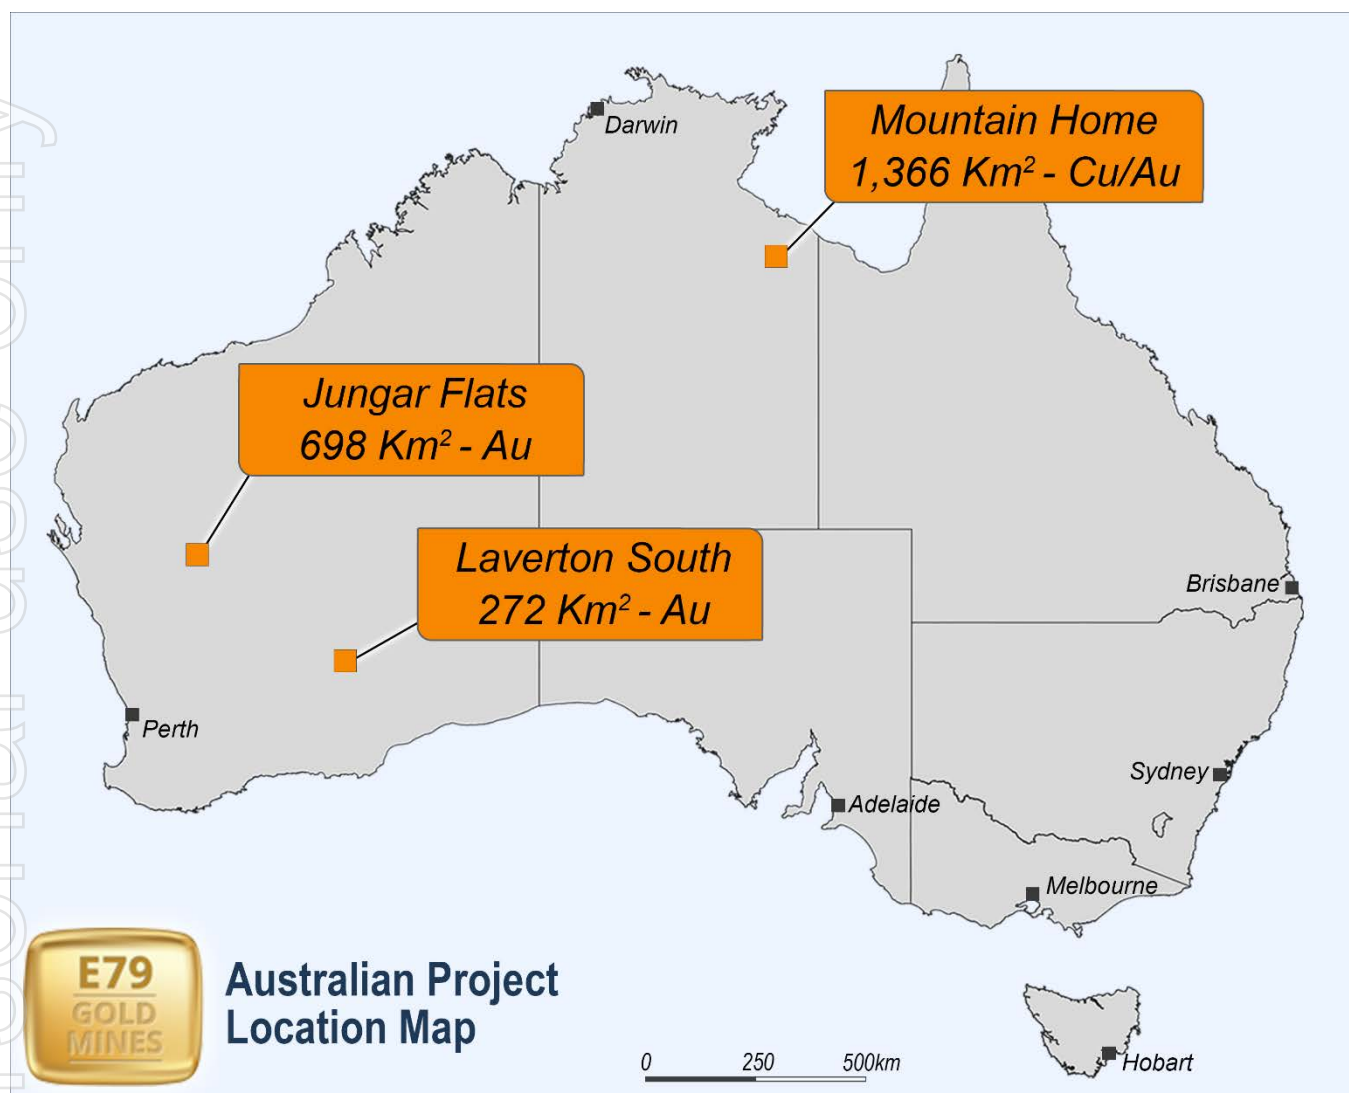 Darwin
Mountain Home
1,366 Km² - Cu/Au
Jungar Flats
698 Km² - Au
Laverton South
272 Km² - Au
Brisbane
Perth
Sydney
Adelaide
Melbourne
E79
GOLD
MINES
Australian Project
Location Map
0 250 500km
Hobart